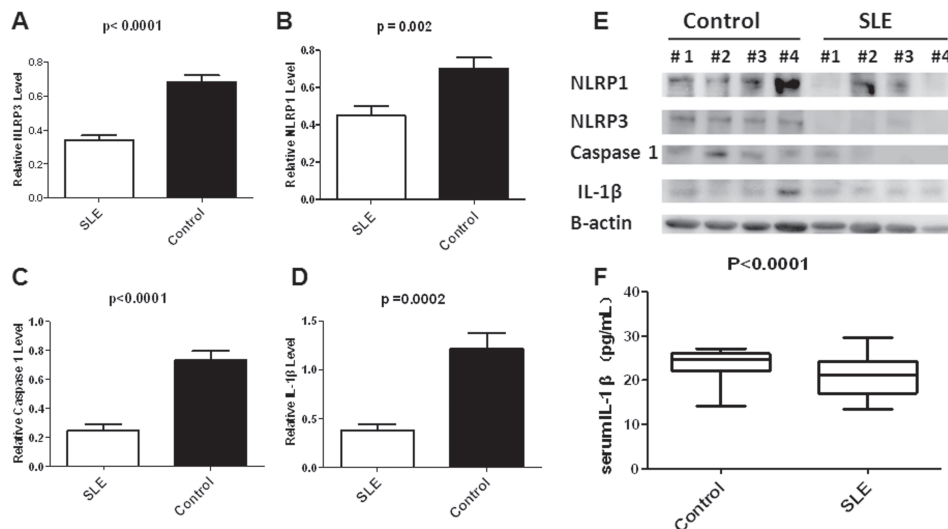 A
p< 0.0001
Relative NLRP3 Level
0.8
0.6
0.4
0.2
0.0
SLE
Control
B
p = 0.002
Relative NLRP1 Level
0.8
0.6
0.4
0.2
0.0
SLE
Control
C
p<0.0001
Relative Caspase 1 Level
1.0
0.8
0.6
0.4
0.2
0.0
SLE
Control
D
p =0.0002
Relative IL-1β Level
1.5
1.0
0.5
0.0
SLE
Control
E
Control SLE
# 1 #2 #3 #4 #1 #2 #3 #4
NLRP1
NLRP3
Caspase 1
IL-1β
B-actin
F
P<0.0001
serumIL-1 β (pg/mL)
40
30
20
10
0
Control
SLE